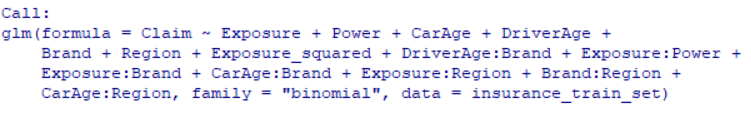 Call:
glm(formula = Claim ~ Exposure + Power + CarAge + DriverAge +
    Brand + Region + Exposure_squared + DriverAge:Brand + Exposure:Power +
    Exposure:Brand + CarAge:Brand + Exposure:Region + Brand:Region +
    CarAge:Region, family = "binomial", data = insurance_train_set)